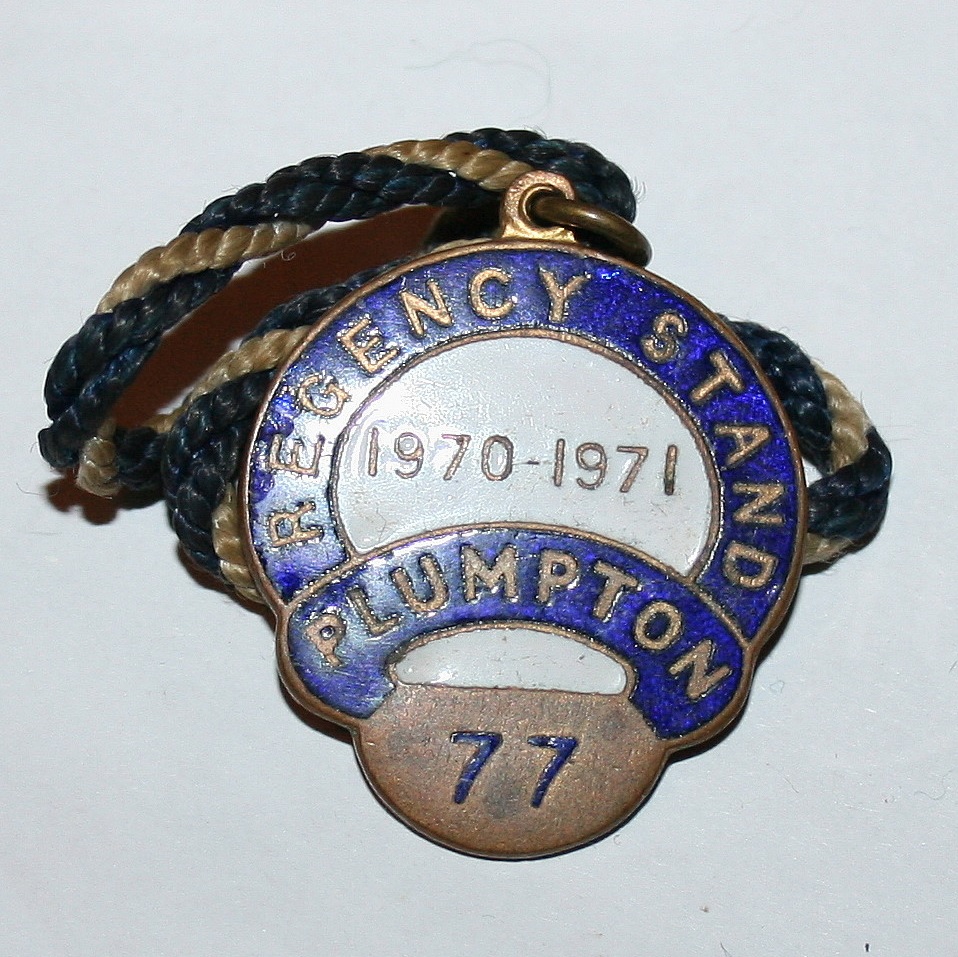 REGENCY STAND
1970-1971
PLUMPTON
77